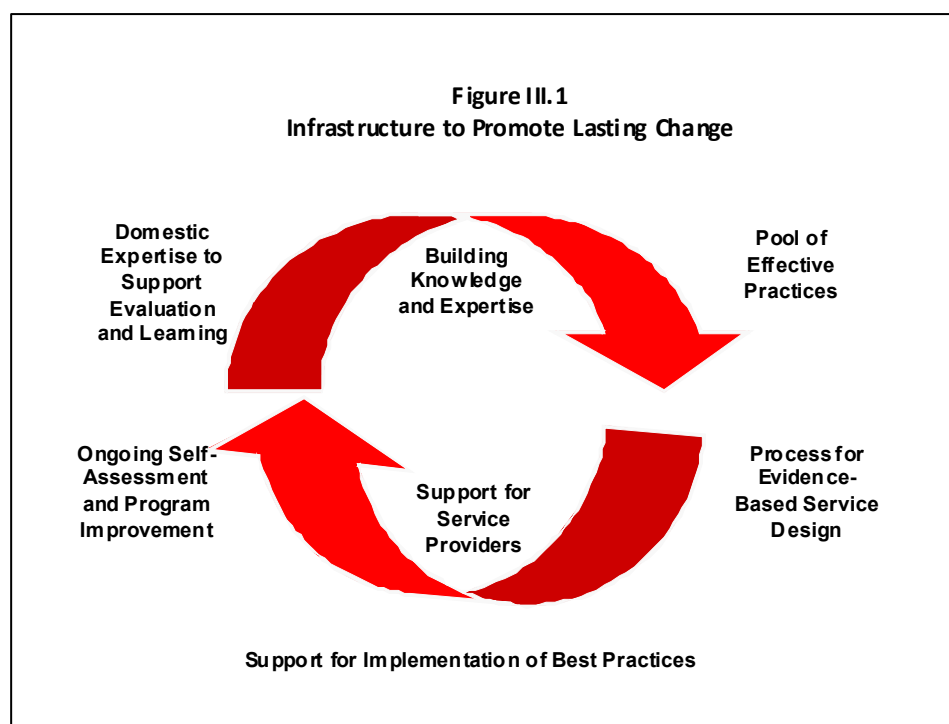 Figure III.1
Infrastructure to Promote Lasting Change
Domestic
Expertise to
Support
Evaluation
and Learning
Building
Knowledge
and Expertise
Pool of
Effective
Practices
Ongoing Self-
Assessment
and Program
Improvement
Support for
Service
Providers
Process for
Evidence-
Based Service
Design
Support for Implementation of Best Practices